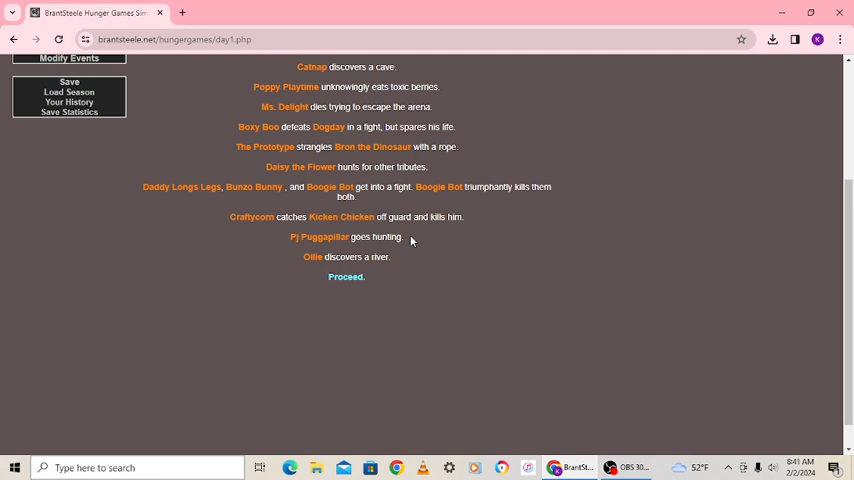 BrantSteele Hunger Games Sim
brantsteele.net/hungergames/day1.php
K
Modify Events
Save
Load Season
Your History
Save Statistics
Catnap discovers a cave.
Poppy Playtime unknowingly eats toxic berries.
Ms. Delight dies trying to escape the arena.
Boxy Boo defeats Dogday in a fight, but spares his life.
The Prototype strangles Bron the Dinosaur with a rope.
Daisy the Flower hunts for other tributes.
Daddy Longs Legs, Bunzo Bunny , and Boogie Bot get into a fight. Boogie Bot triumphantly kills them
both.
Craftycorn catches Kicken Chicken off guard and kills him.
Pj Puggapillar goes hunting.
Ollie discovers a river.
Proceed.
Type here to search
BrantSt...
OBS 30...
52°F
8:41 AM
2/2/2024